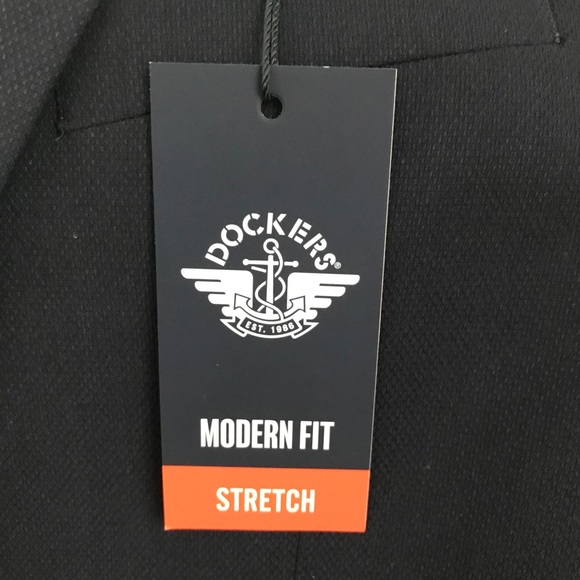 DOCKERS®
EST. 1986
MODERN FIT
STRETCH